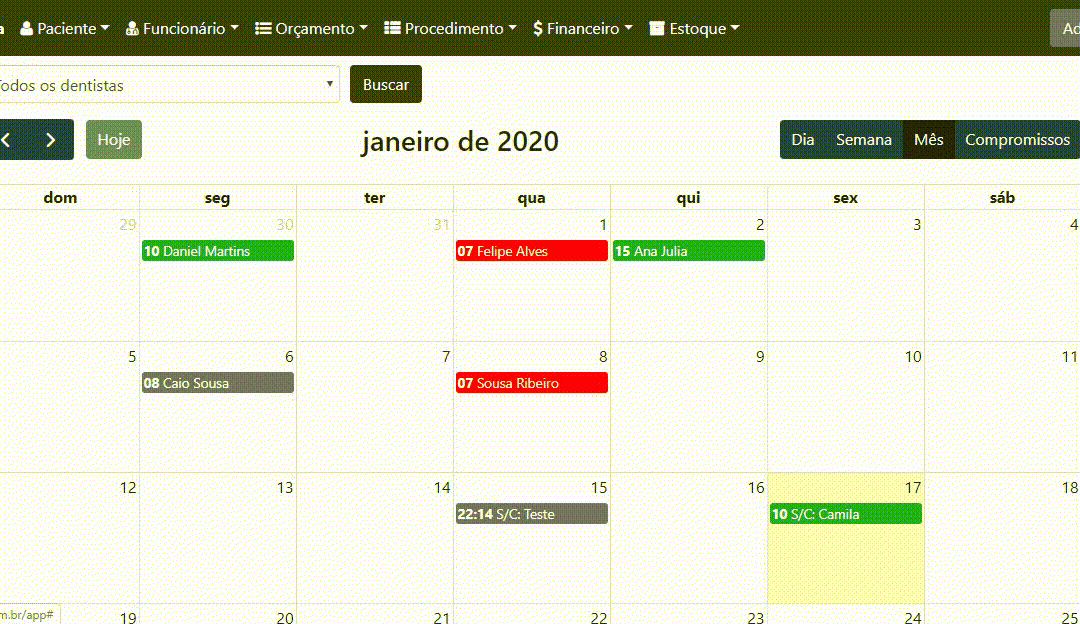 a Paciente Funcionário Orçamento Procedimento Financeiro Estoque Ad
Todos os dentistas Buscar
Hoje janeiro de 2020 Dia Semana Mês Compromissos
dom seg ter qua qui sex sáb
29 30 31 1 2 3 4
10 Daniel Martins 07 Felipe Alves 15 Ana Julia
5 6 7 8 9 10 11
08 Caio Sousa 07 Sousa Ribeiro
12 13 14 15 16 17 18
22:14 S/C: Teste 10 S/C: Camila
m.br/app# 19 20 21 22 23 24 25